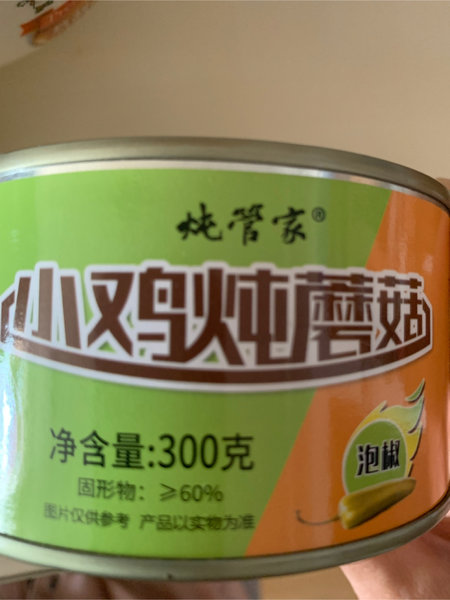 炖管家®
小鸡炖蘑菇
净含量:300克
固形物：≥60%
图片仅供参考 产品以实物为准
泡椒